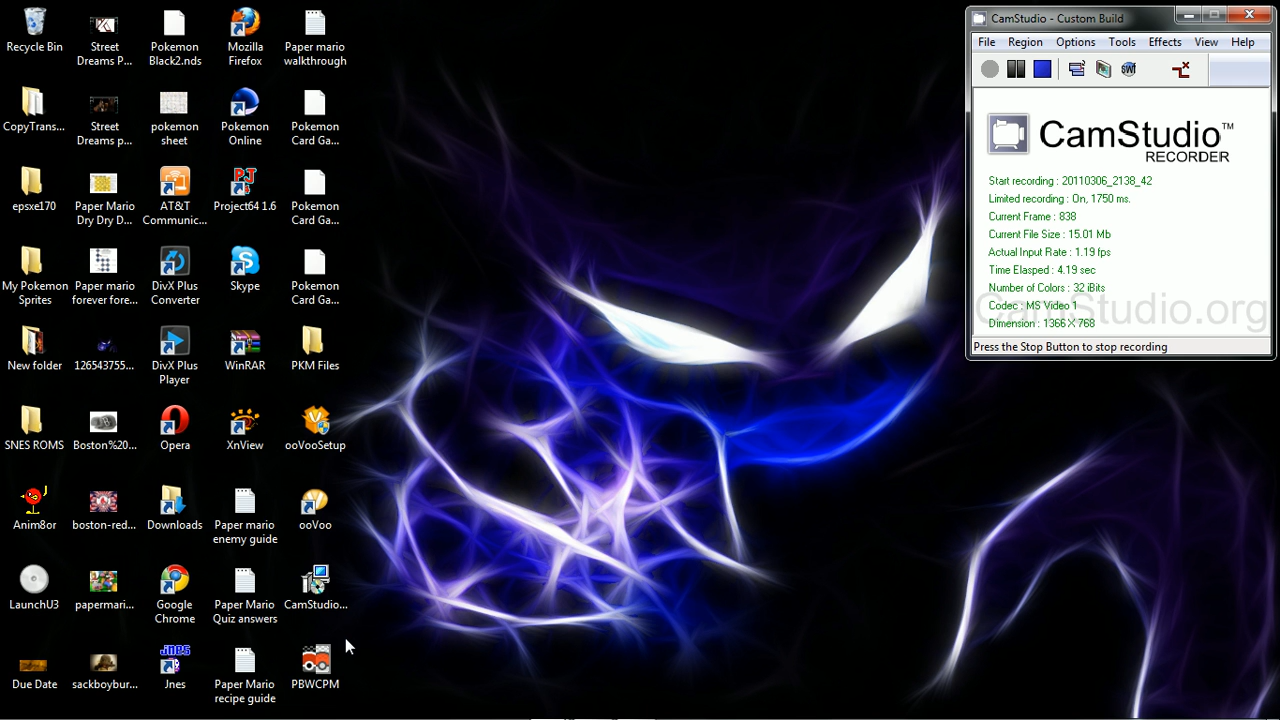 Recycle Bin
Street
Dreams P...
Pokemon
Black2.nds
Mozilla
Firefox
Paper mario
walkthrough
CopyTrans...
Street
Dreams p...
pokemon
sheet
Pokemon
Online
Pokemon
Card Ga...
epsxe170
Paper Mario
Dry Dry D...
AT&T
Communic...
Project64 1.6
Pokemon
Card Ga...
My Pokemon
Sprites
Paper mario
forever fore...
DivX Plus
Converter
Skype
Pokemon
Card Ga...
New folder
126543755...
DivX Plus
Player
WinRAR
PKM Files
SNES ROMS
Boston%20...
Opera
XnView
ooVooSetup
Anim8or
boston-red...
Downloads
Paper mario
enemy guide
ooVoo
LaunchU3
papermari...
Google
Chrome
Paper Mario
Quiz answers
CamStudio...
Due Date
sackboybur...
JNES
Jnes
Paper Mario
recipe guide
PBWCPM
CamStudio - Custom Build
File Region Options Tools Effects View Help
SWF
CamStudio™
RECORDER
Start recording : 20110306_2138_42
Limited recording : On, 1750 ms.
Current Frame : 838
Current File Size : 15.01 Mb
Actual Input Rate : 1.19 fps
Time Elasped : 4.19 sec
Number of Colors : 32 iBits
Codec : MS Video 1
Dimension : 1366 X 768
CamStudio.org
Press the Stop Button to stop recording